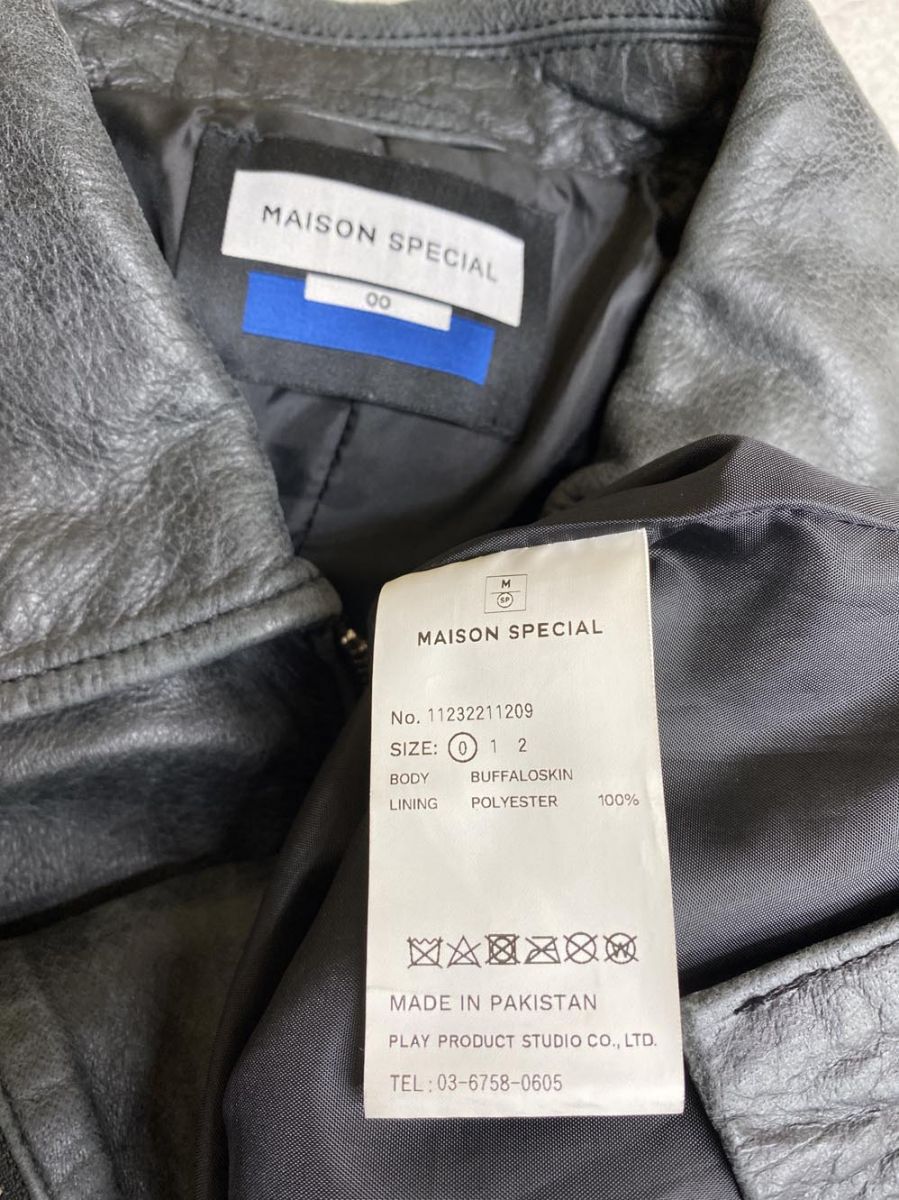 MAISON SPECIAL
00
M
SP
MAISON SPECIAL
No. 11232211209
SIZE: 0 1 2
BODY BUFFALOSKIN
LINING POLYESTER 100%
W
MADE IN PAKISTAN
PLAY PRODUCT STUDIO CO., LTD.
TEL: 03-6758-0605